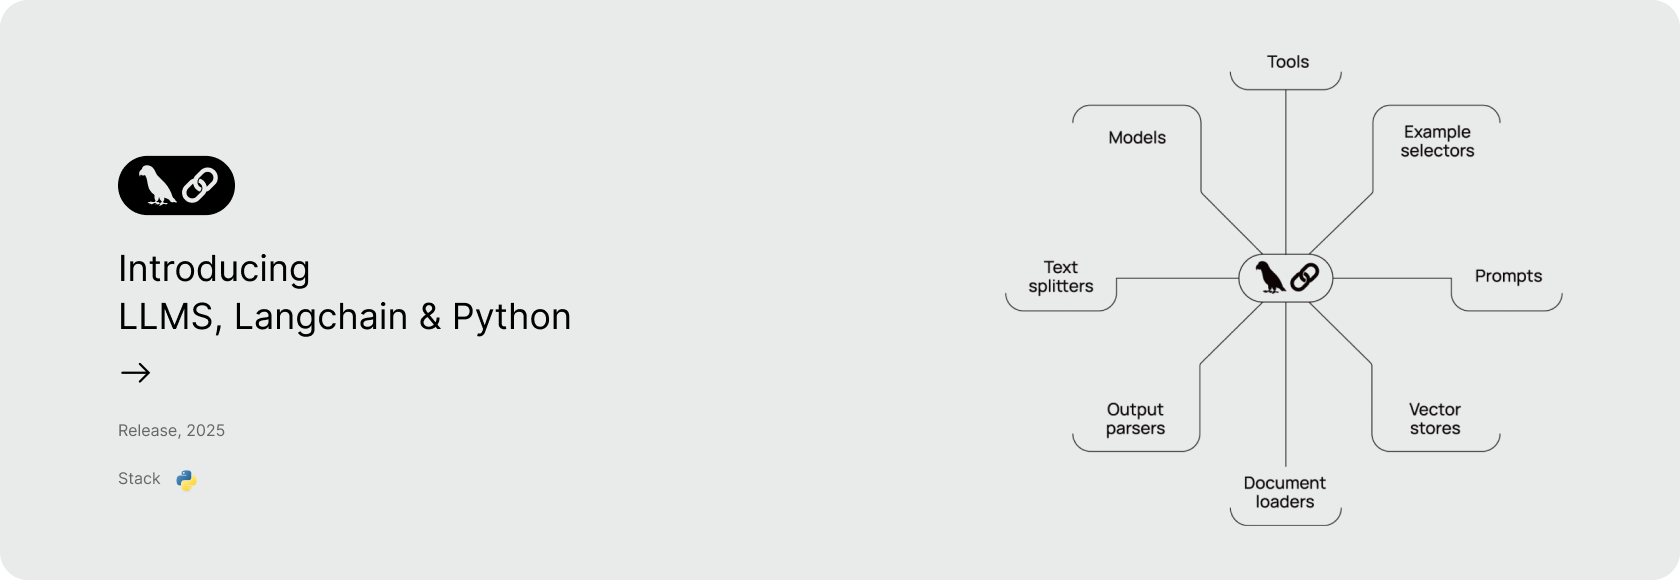 Introducing
LLMS, Langchain & Python
Release, 2025
Stack
Tools
Models
Example
selectors
Text
splitters
Prompts
Output
parsers
Vector
stores
Document
loaders